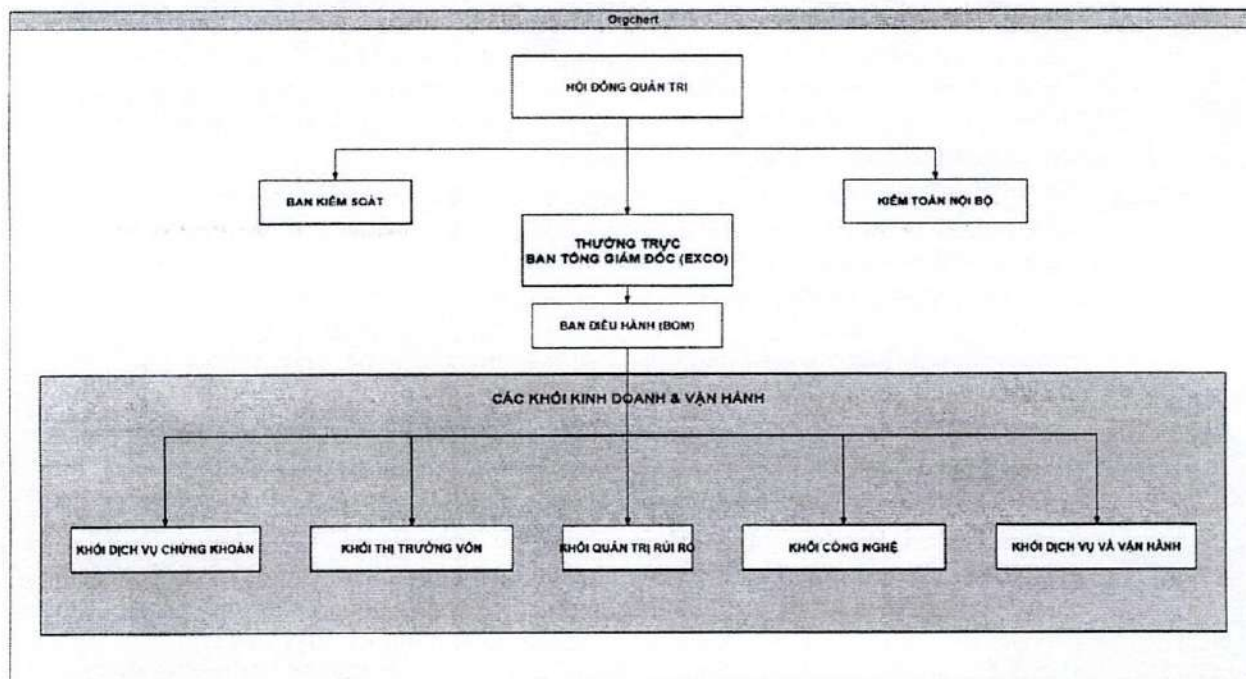 Orgchart
HỘI ĐỒNG QUẢN TRỊ
BAN KIỂM SOÁT
KIỂM TOÁN NỘI BỘ
THƯỜNG TRỰC
BAN TỔNG GIÁM ĐỐC (EXCO)
BAN ĐIỀU HÀNH (BOM)
CÁC KHỐI KINH DOANH & VẬN HÀNH
KHỐI DỊCH VỤ CHỨNG KHOÁN
KHỐI THỊ TRƯỜNG VỐN
KHỐI QUẢN TRỊ RỦI RO
KHỐI CÔNG NGHỆ
KHỐI DỊCH VỤ VÀ VẬN HÀNH